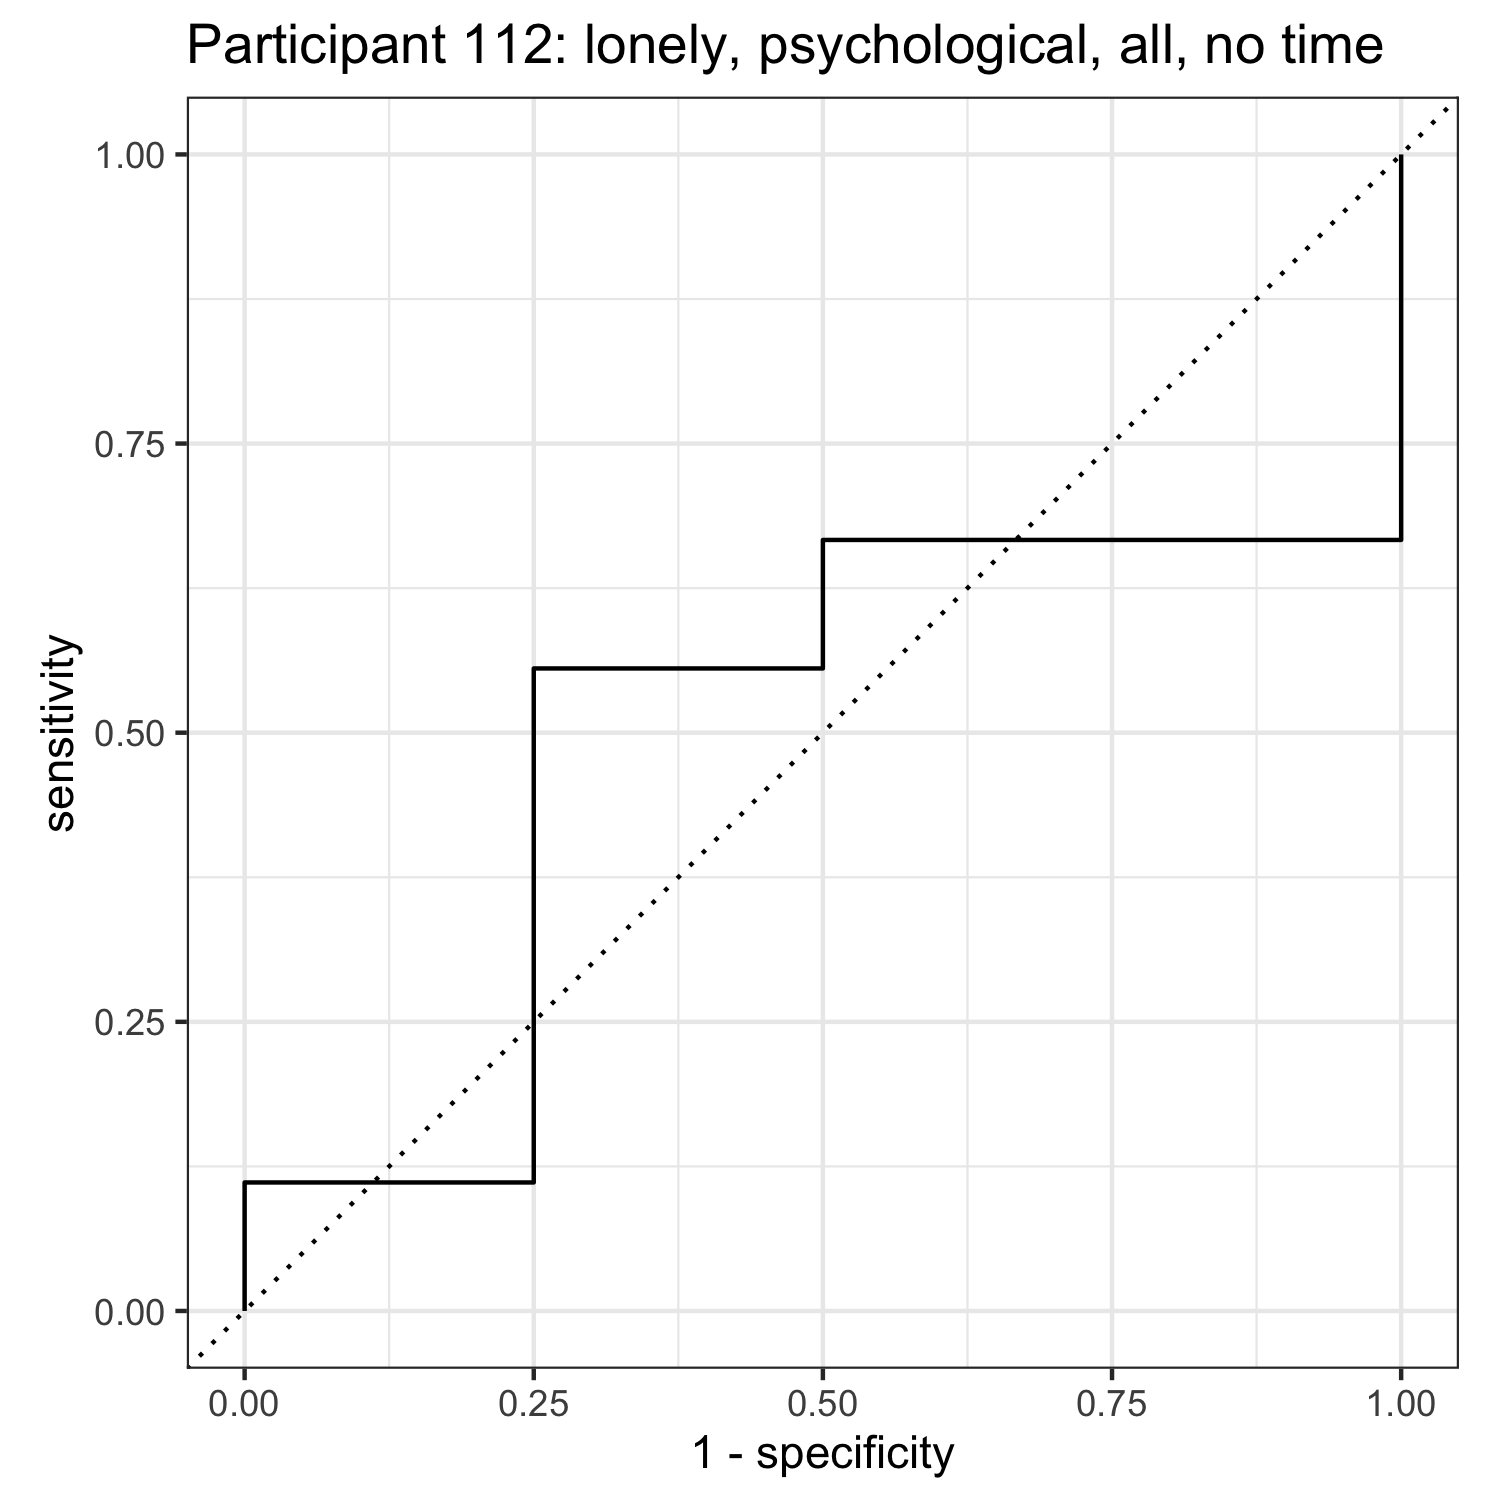 Participant 112: lonely, psychological, all, no time
1.00
0.75
0.50
0.25
0.00
sensitivity
0.00 0.25 0.50 0.75 1.00
1 - specificity